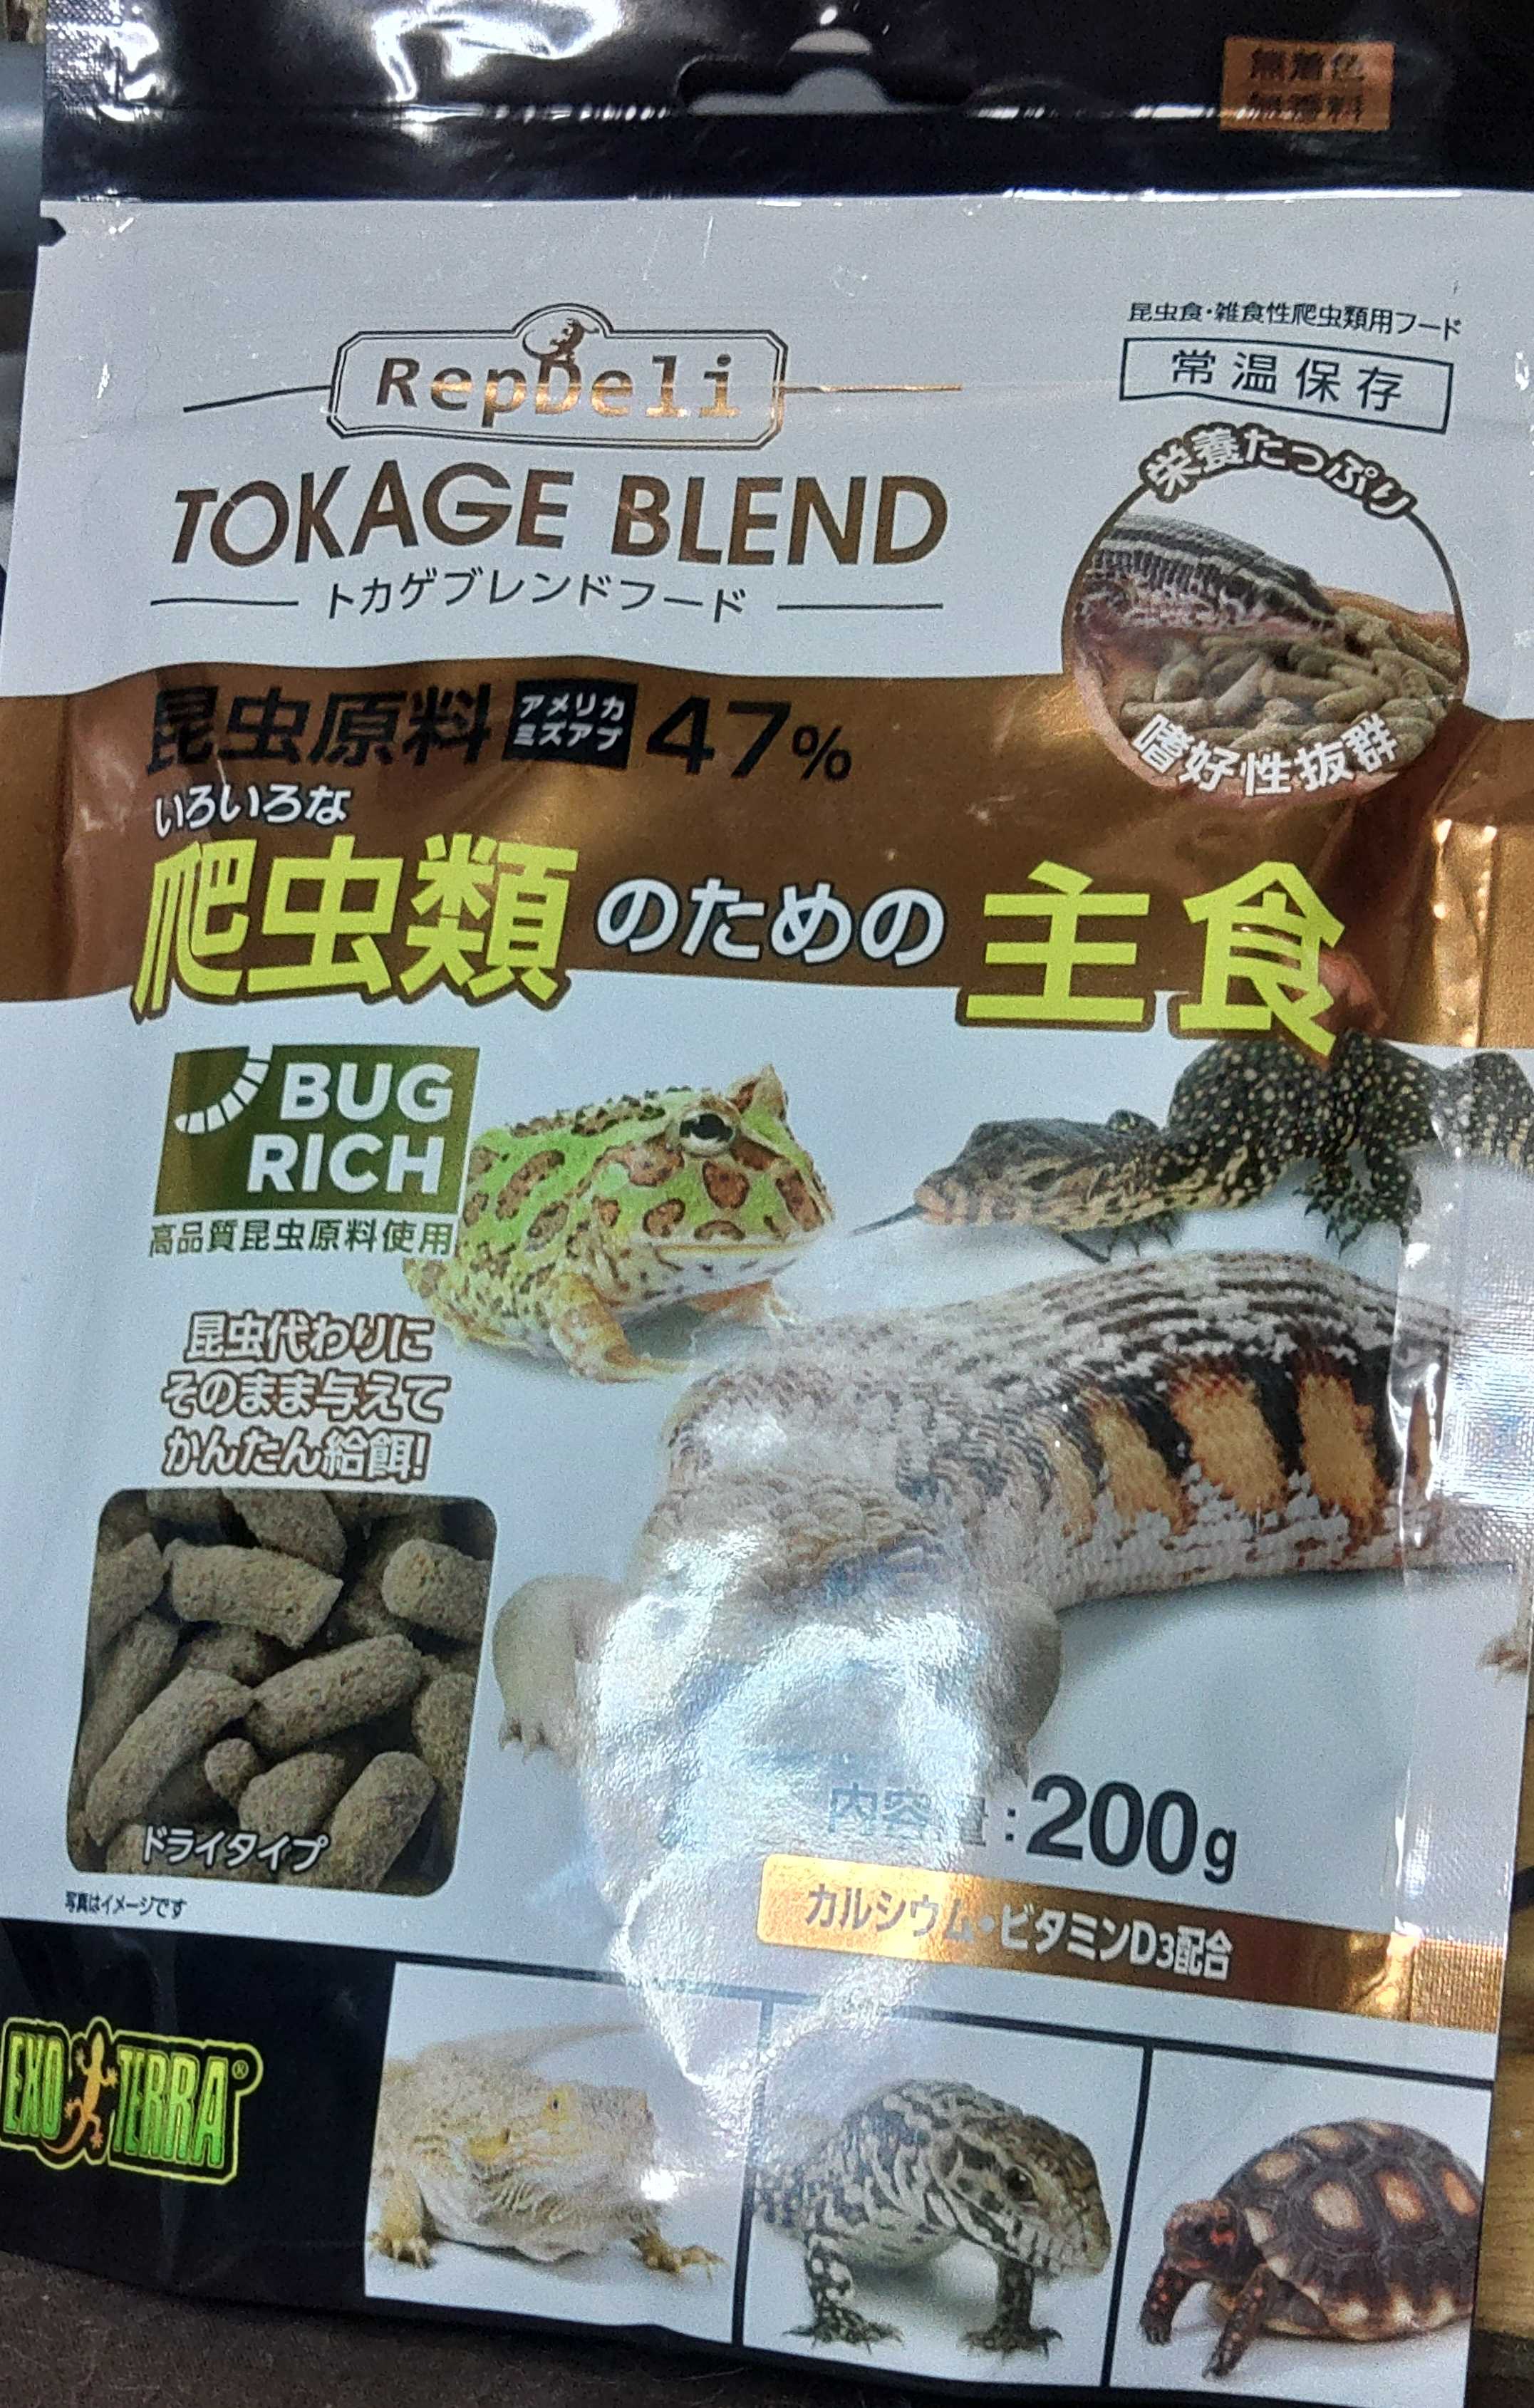 無着色
無香料
RepDeli
TOKAGE BLEND
トカゲブレンドフード
昆虫食・雑食性爬虫類用フード
常温保存
栄養たっぷり
嗜好性抜群
昆虫原料 アメリカミズアブ 47%
いろいろな
爬虫類のための主食
BUG
RICH
高品質昆虫原料使用
昆虫代わりに
そのまま与えて
かんたん給餌!
ドライタイプ
写真はイメージです
内容量:200g
カルシウム・ビタミンD3配合
EXO TERRA®